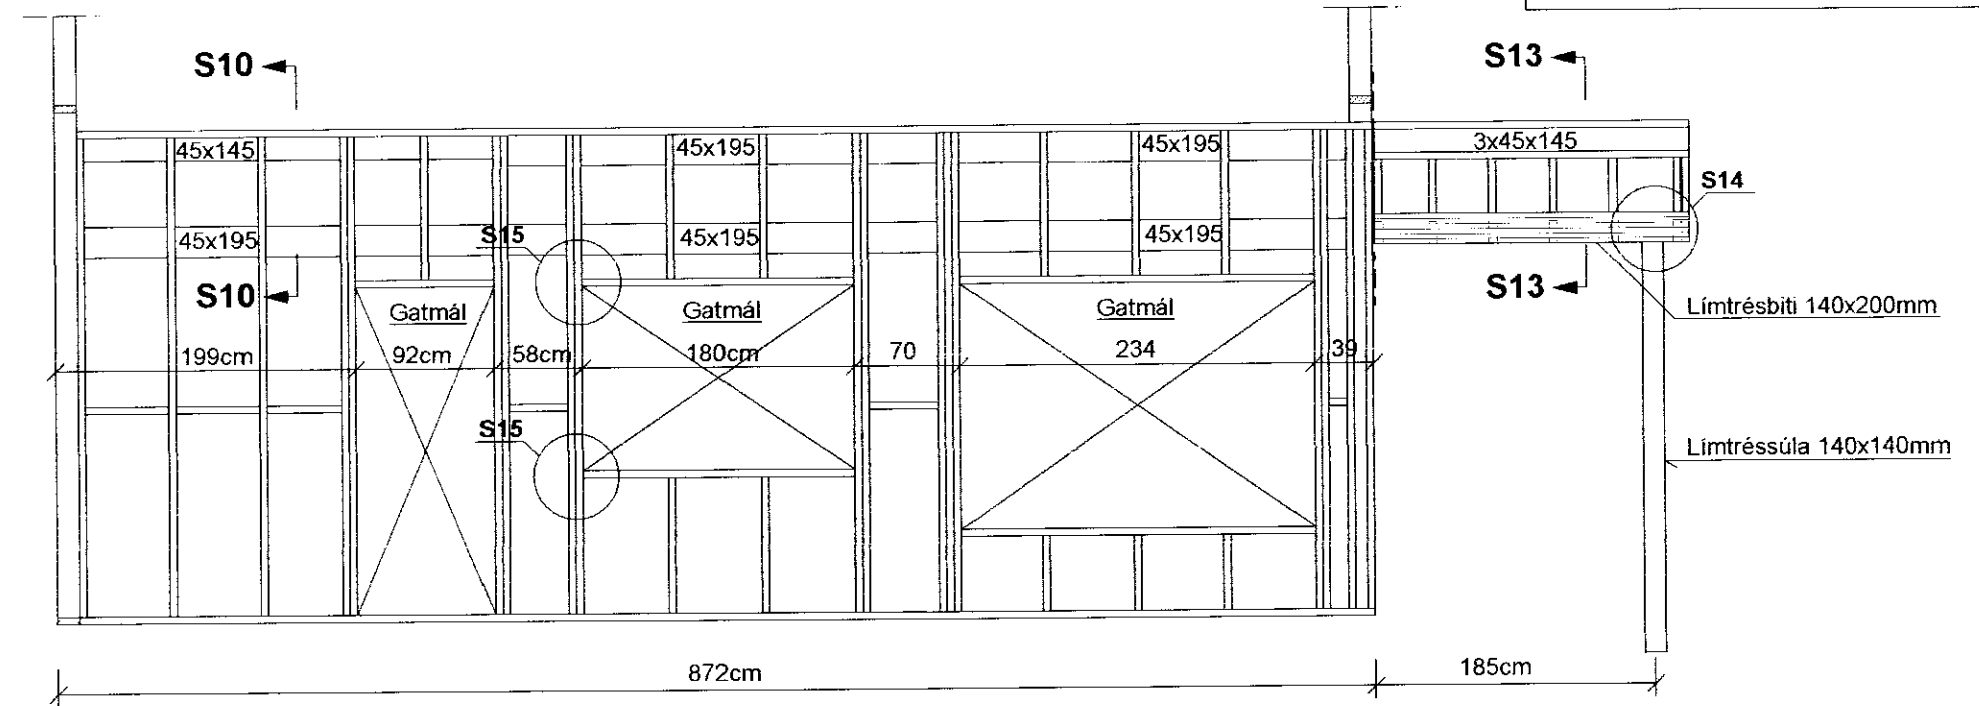 S10
S13
45x145
45x195
45x195
3x45x145
S14
45x195
S15
45x195
45x195
S10
S13
Gatmál
Gatmál
Gatmál
Límtrésbiti 140x200mm
199cm
92cm
58cm
180cm
70
234
39
S15
Límtréssúla 140x140mm
872cm
185cm